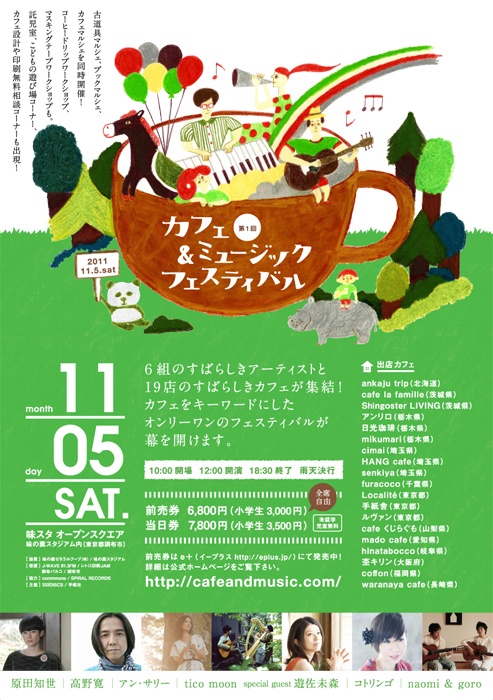 古道具マルシェ、ブックマルシェ、
カフェマルシェを同時開催！
コーヒードリップワークショップ、
マスキングテープワークショップも。
託児室、こどもの遊び場コーナー、
カフェ設計や印刷無料相談コーナーも出現！
カフェ 第1回
&ミュージック
フェスティバル
2011
11.5.sat
month 11
day 05
SAT.
味スタ オープンスクエア
味の素スタジアム内（東京都調布市）
6組のすばらしきアーティストと
19店のすばらしきカフェが集結！
カフェをキーワードにした
オンリーワンのフェスティバルが
幕を開けます。
10:00 開場 12:00 開演 18:30 終了 雨天決行
前売券 6,800円（小学生 3,000円）
当日券 7,800円（小学生 3,500円）
全席
自由
未就学
児童無料
前売券は e+（イープラス http://eplus.jp/）にて発売中！
詳細は公式ホームページをご覧下さい。
http://cafeandmusic.com/
出店カフェ
ankaju trip（北海道）
cafe la famille（茨城県）
Shingoster LIVING（茨城県）
アンリロ（栃木県）
日光珈琲（栃木県）
mikumari（栃木県）
cimai（埼玉県）
HANG cafe（埼玉県）
senkiya（埼玉県）
furacoco（千葉県）
Localité（東京都）
手紙舎（東京都）
ルヴァン（東京都）
cafe くじらぐも（山梨県）
mado cafe（愛知県）
hinatabocco（岐阜県）
歪キリン（大阪府）
coffon（福岡県）
waranaya cafe（長崎県）
原田知世｜高野寛｜アン・サリー｜tico moon special guest 遊佐未森｜コトリンゴ｜naomi & goro